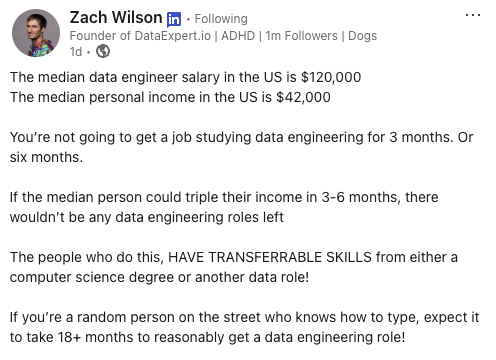 Zach Wilson in • Following
Founder of DataExpert.io | ADHD | 1m Followers | Dogs
1d •
The median data engineer salary in the US is $120,000
The median personal income in the US is $42,000
You’re not going to get a job studying data engineering for 3 months. Or
six months.
If the median person could triple their income in 3-6 months, there
wouldn’t be any data engineering roles left
The people who do this, HAVE TRANSFERRABLE SKILLS from either a
computer science degree or another data role!
If you’re a random person on the street who knows how to type, expect it
to take 18+ months to reasonably get a data engineering role!